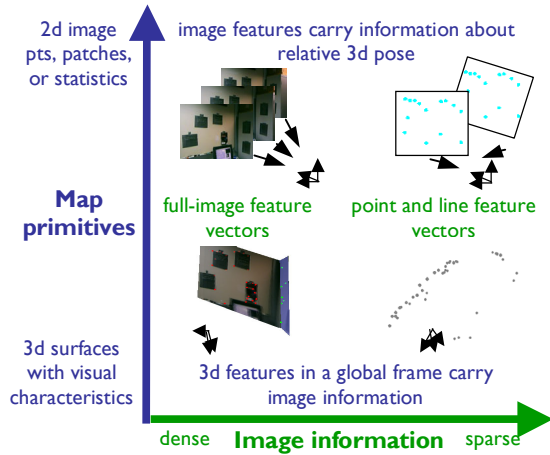 2d image
pts, patches,
or statistics
image features carry information about
relative 3d pose
Map
primitives
full-image feature
vectors
point and line feature
vectors
3d surfaces
with visual
characteristics
3d features in a global frame carry
image information
dense
Image information
sparse